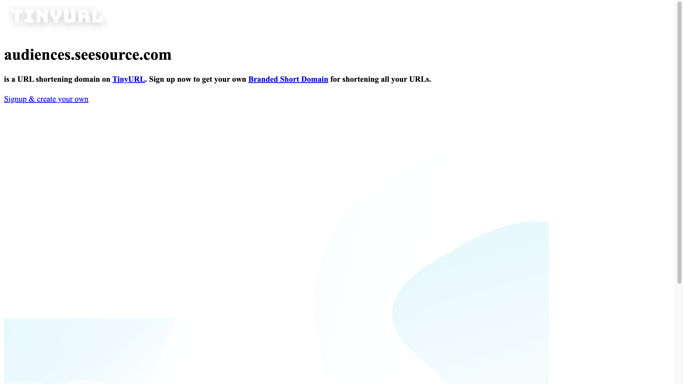 TINYURL
audiences.seesource.com
is a URL shortening domain on TinyURL. Sign up now to get your own Branded Short Domain for shortening all your URLs.
Signup & create your own